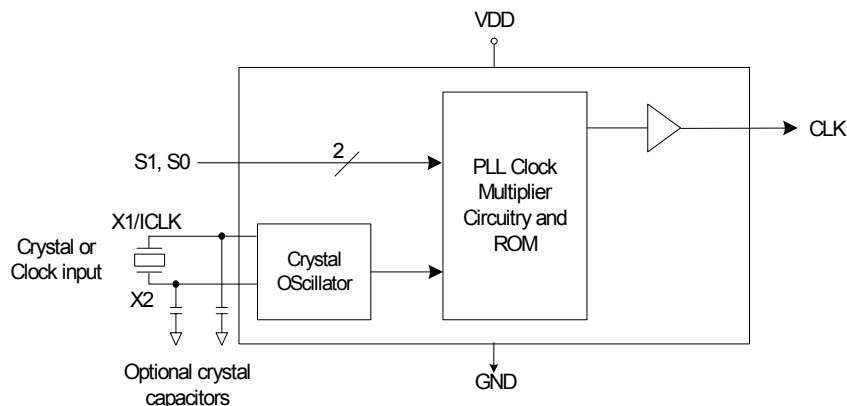 VDD
CLK
S1, S0
2
PLL Clock
Multiplier
Circuitry and
ROM
X1/ICLK
Crystal or
Clock input
Crystal
OScillator
X2
Optional crystal
capacitors
GND